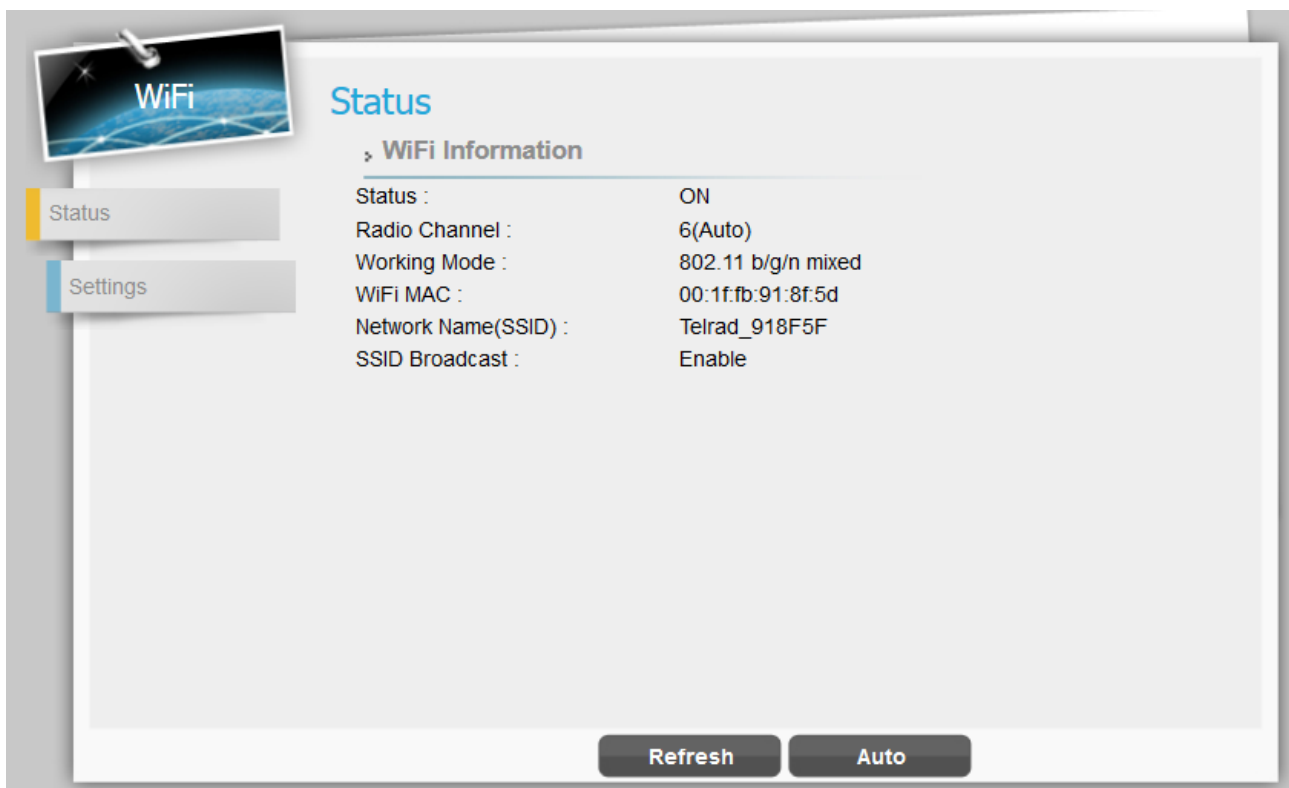 WiFi
Status
WiFi Information
Status
Settings
Status : ON
Radio Channel : 6(Auto)
Working Mode : 802.11 b/g/n mixed
WiFi MAC : 00:1f:fb:91:8f:5d
Network Name(SSID) : Telrad_918F5F
SSID Broadcast : Enable
Refresh Auto